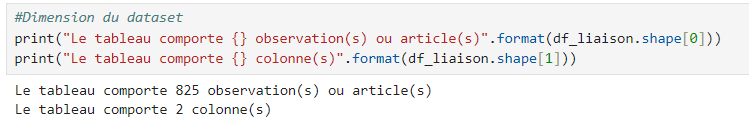 #Dimension du dataset
print("Le tableau comporte {} observation(s) ou article(s)".format(df_liaison.shape[0]))
print("Le tableau comporte {} colonne(s)".format(df_liaison.shape[1]))
Le tableau comporte 825 observation(s) ou article(s)
Le tableau comporte 2 colonne(s)